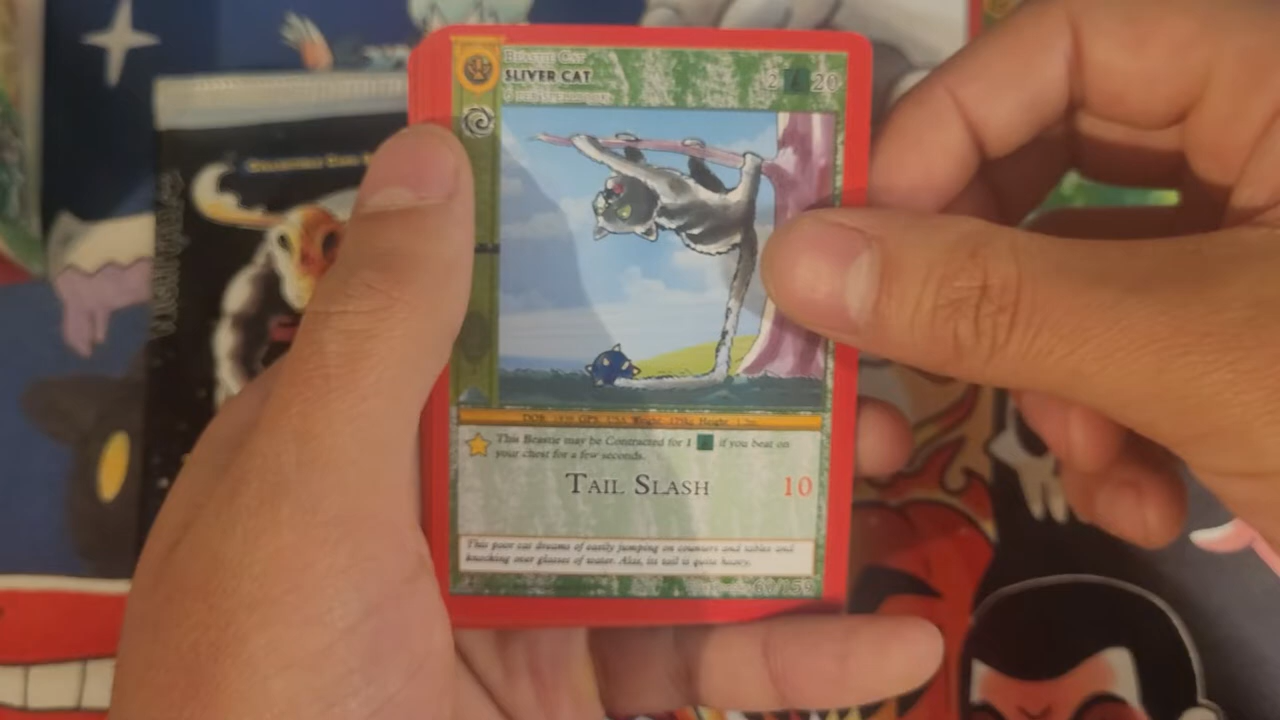 BEASTIE CAT
SLIVER CAT
2 20
This Beastie may be Contracted for 1 if you beat on
your chest for a few seconds.
TAIL SLASH 10
This poor cat dreams of easily jumping on counters and tables and
knocking over glasses of water. Alas, its tail is quite heavy.